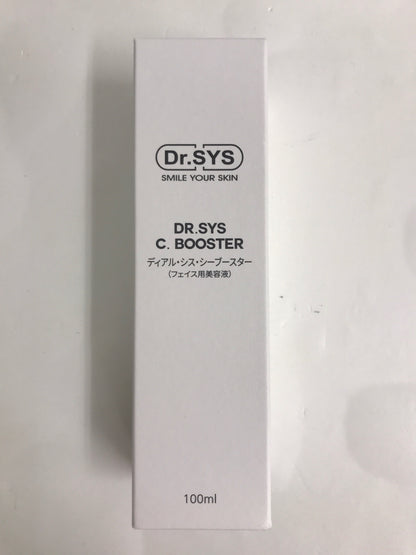 Dr.SYS
SMILE YOUR SKIN
DR.SYS
C. BOOSTER
ディアル・シス・シーブースター
(フェイス用美容液)
100ml